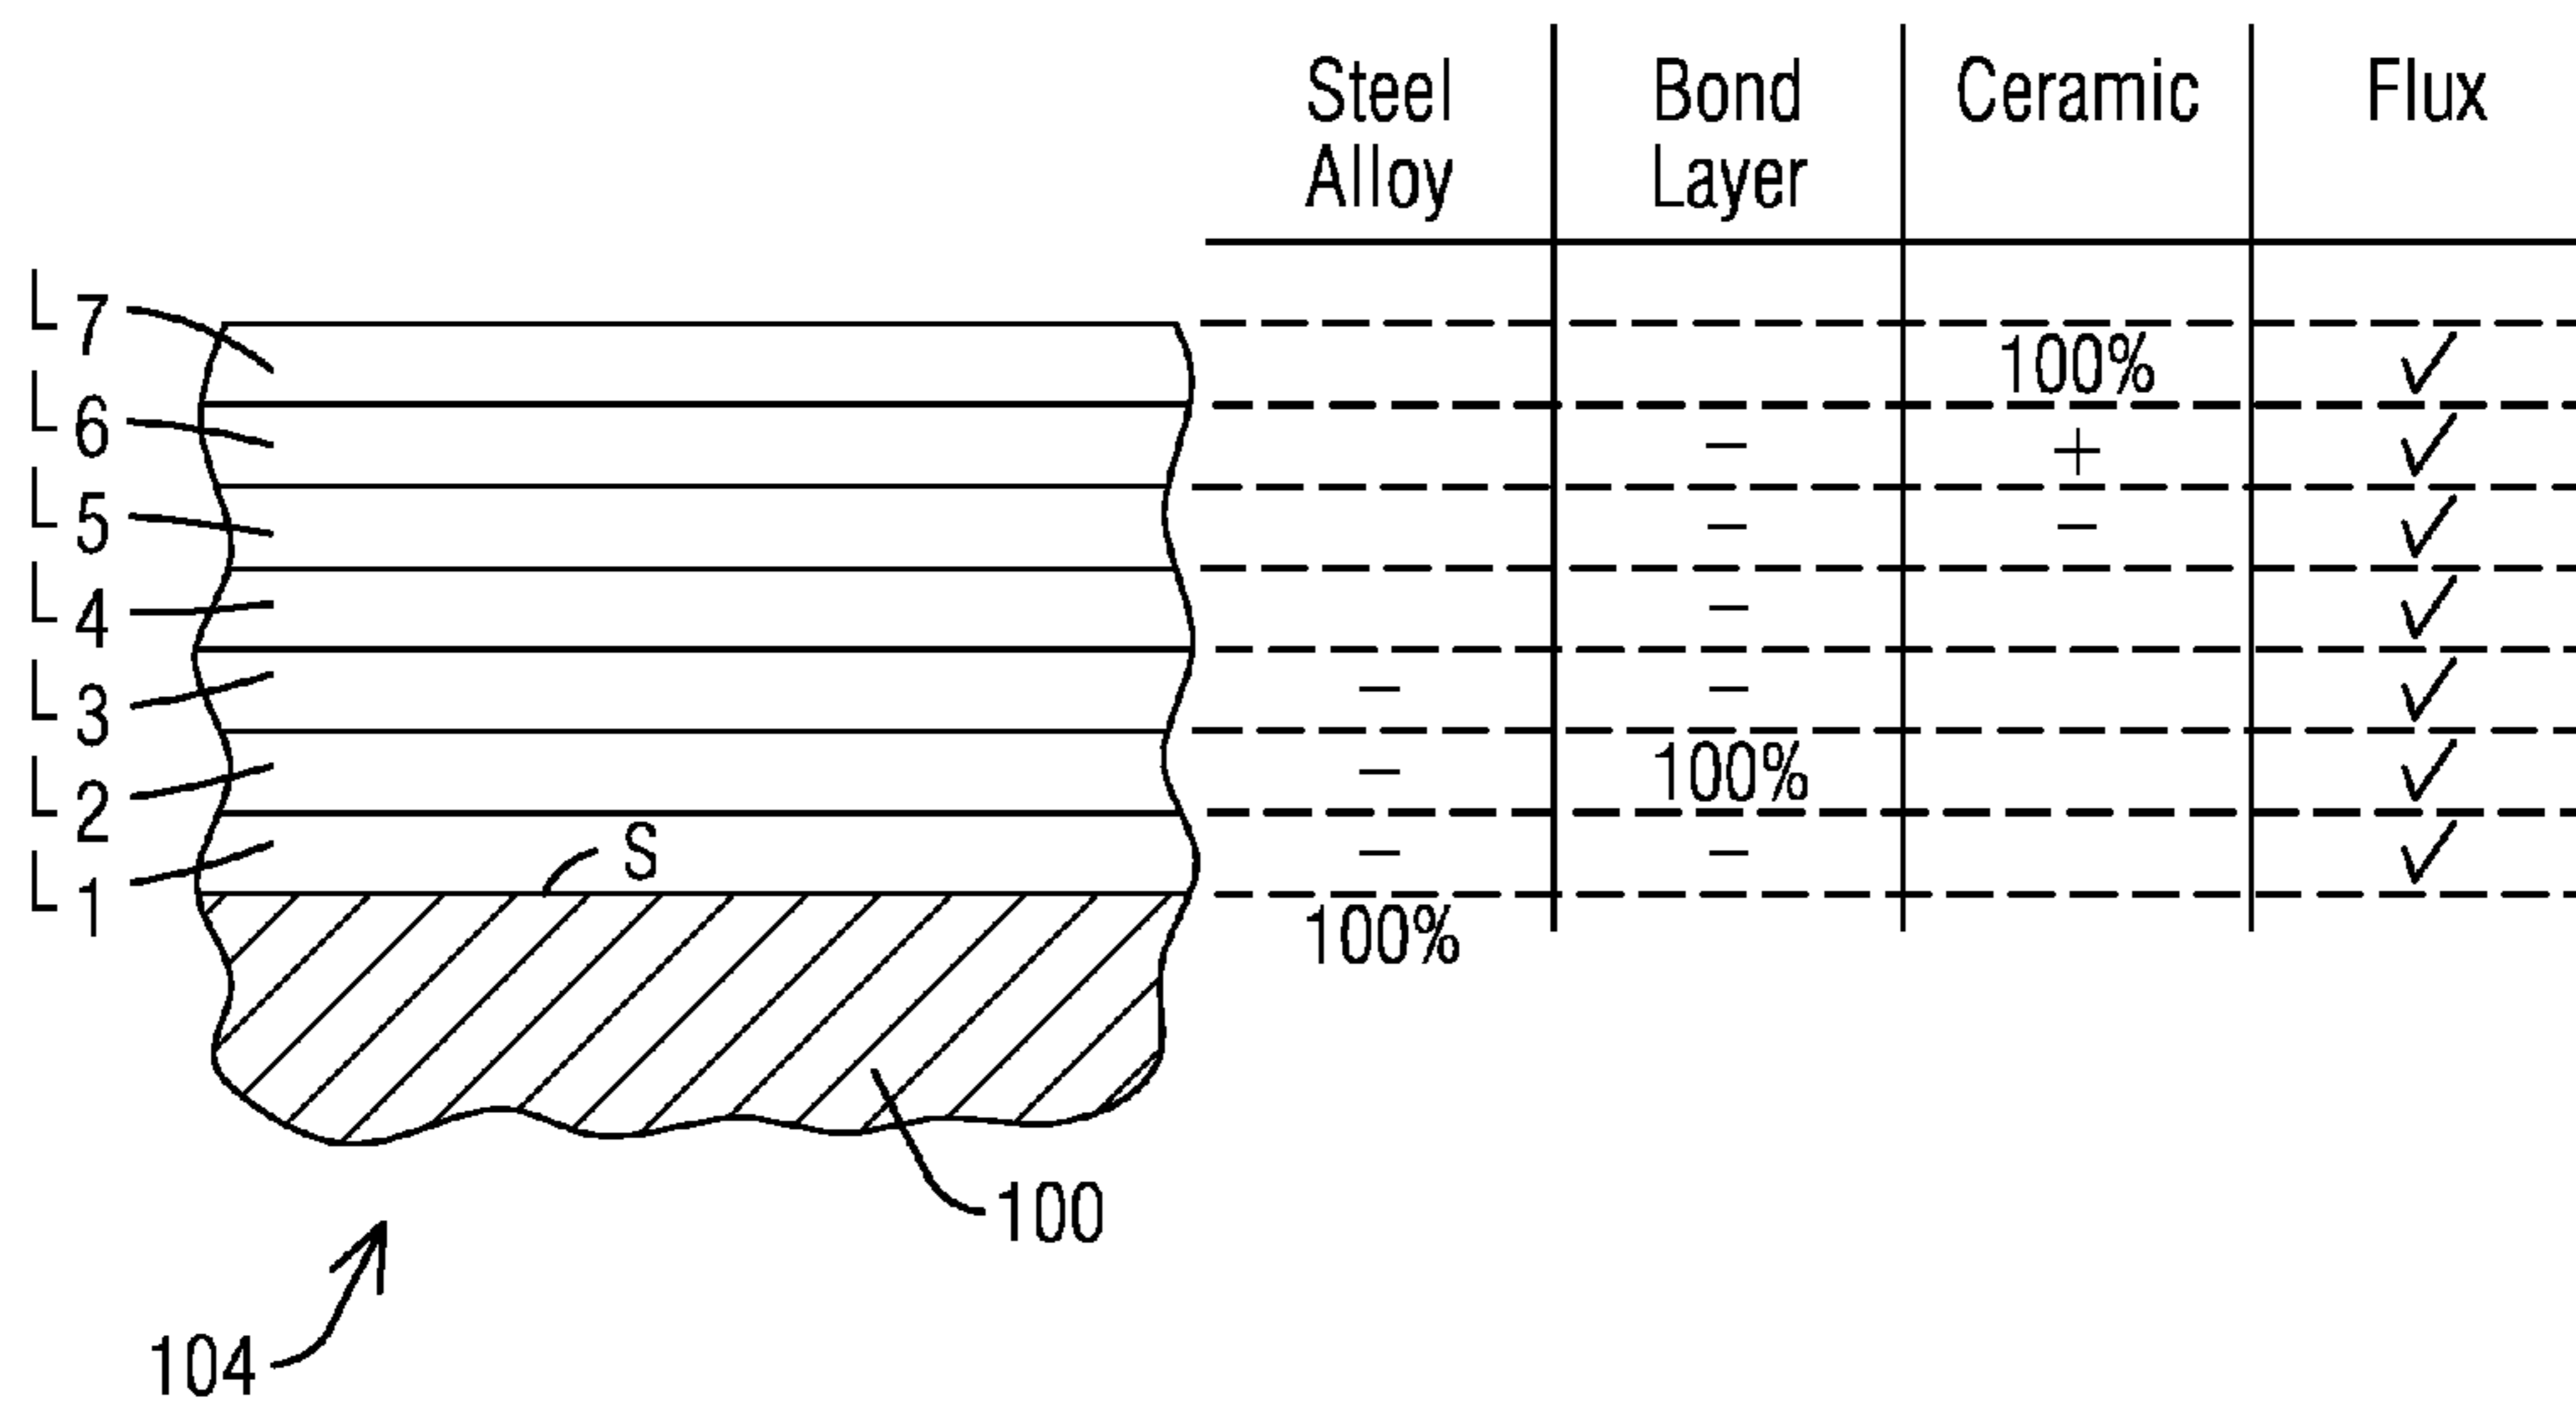 Steel Alloy Bond Layer Ceramic Flux
L7 100% ✓
L6 − + ✓
L5 − − ✓
L4 − ✓
L3 − − ✓
L2 − 100% ✓
L1 S − − ✓
100%
100
104